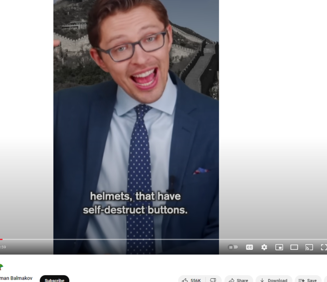 helmets, that have
self-destruct buttons.
man Balmakov
Subscribe
Share
Download
Save